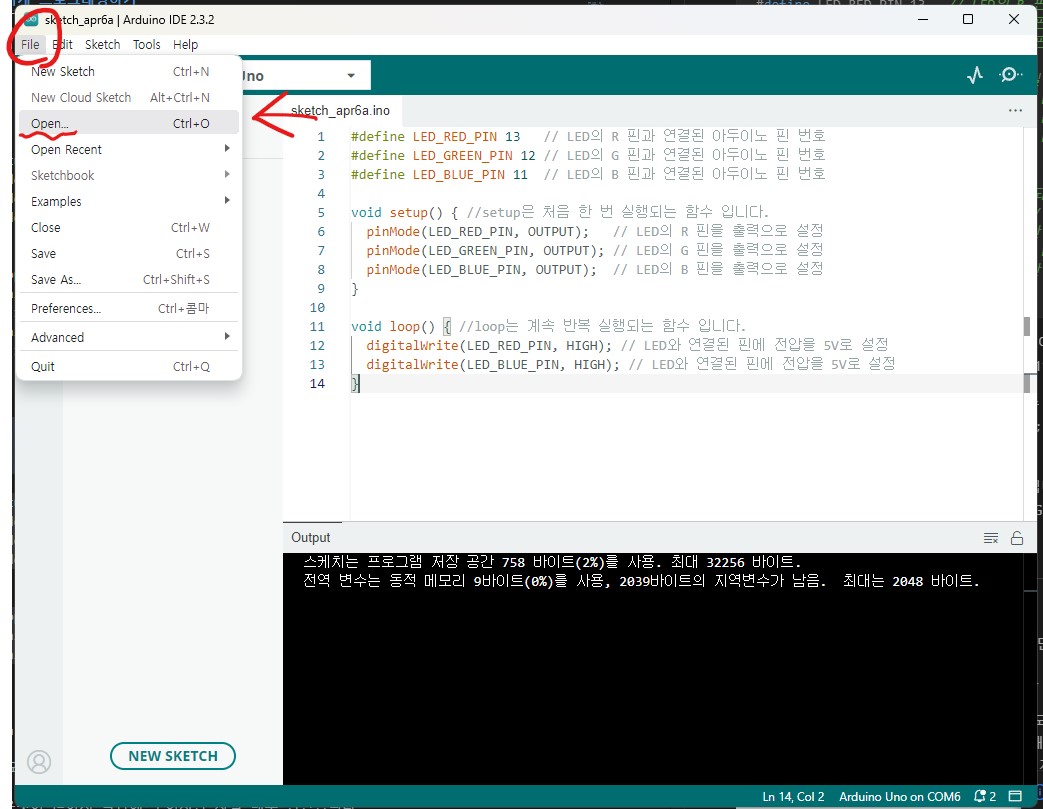 sketch_apr6a | Arduino IDE 2.3.2
File Edit Sketch Tools Help
New Sketch Ctrl+N
New Cloud Sketch Alt+Ctrl+N
Open... Ctrl+O
Open Recent
Sketchbook
Examples
Close Ctrl+W
Save Ctrl+S
Save As... Ctrl+Shift+S
Preferences... Ctrl+콤마
Advanced
Quit Ctrl+Q
Uno
sketch_apr6a.ino
1 #define LED_RED_PIN 13 // LED의 R 핀과 연결된 아두이노 핀 번호
2 #define LED_GREEN_PIN 12 // LED의 G 핀과 연결된 아두이노 핀 번호
3 #define LED_BLUE_PIN 11 // LED의 B 핀과 연결된 아두이노 핀 번호
4
5 void setup() { //setup은 처음 한 번 실행되는 함수 입니다.
6 pinMode(LED_RED_PIN, OUTPUT); // LED의 R 핀을 출력으로 설정
7 pinMode(LED_GREEN_PIN, OUTPUT); // LED의 G 핀을 출력으로 설정
8 pinMode(LED_BLUE_PIN, OUTPUT); // LED의 B 핀을 출력으로 설정
9 }
10
11 void loop() { //loop는 계속 반복 실행되는 함수 입니다.
12 digitalWrite(LED_RED_PIN, HIGH); // LED와 연결된 핀에 전압을 5V로 설정
13 digitalWrite(LED_BLUE_PIN, HIGH); // LED와 연결된 핀에 전압을 5V로 설정
14 }
Output
스케치는 프로그램 저장 공간 758 바이트(2%)를 사용. 최대 32256 바이트.
전역 변수는 동적 메모리 9바이트(0%)를 사용, 2039바이트의 지역변수가 남음. 최대는 2048 바이트.
NEW SKETCH
Ln 14, Col 2 Arduino Uno on COM6 2